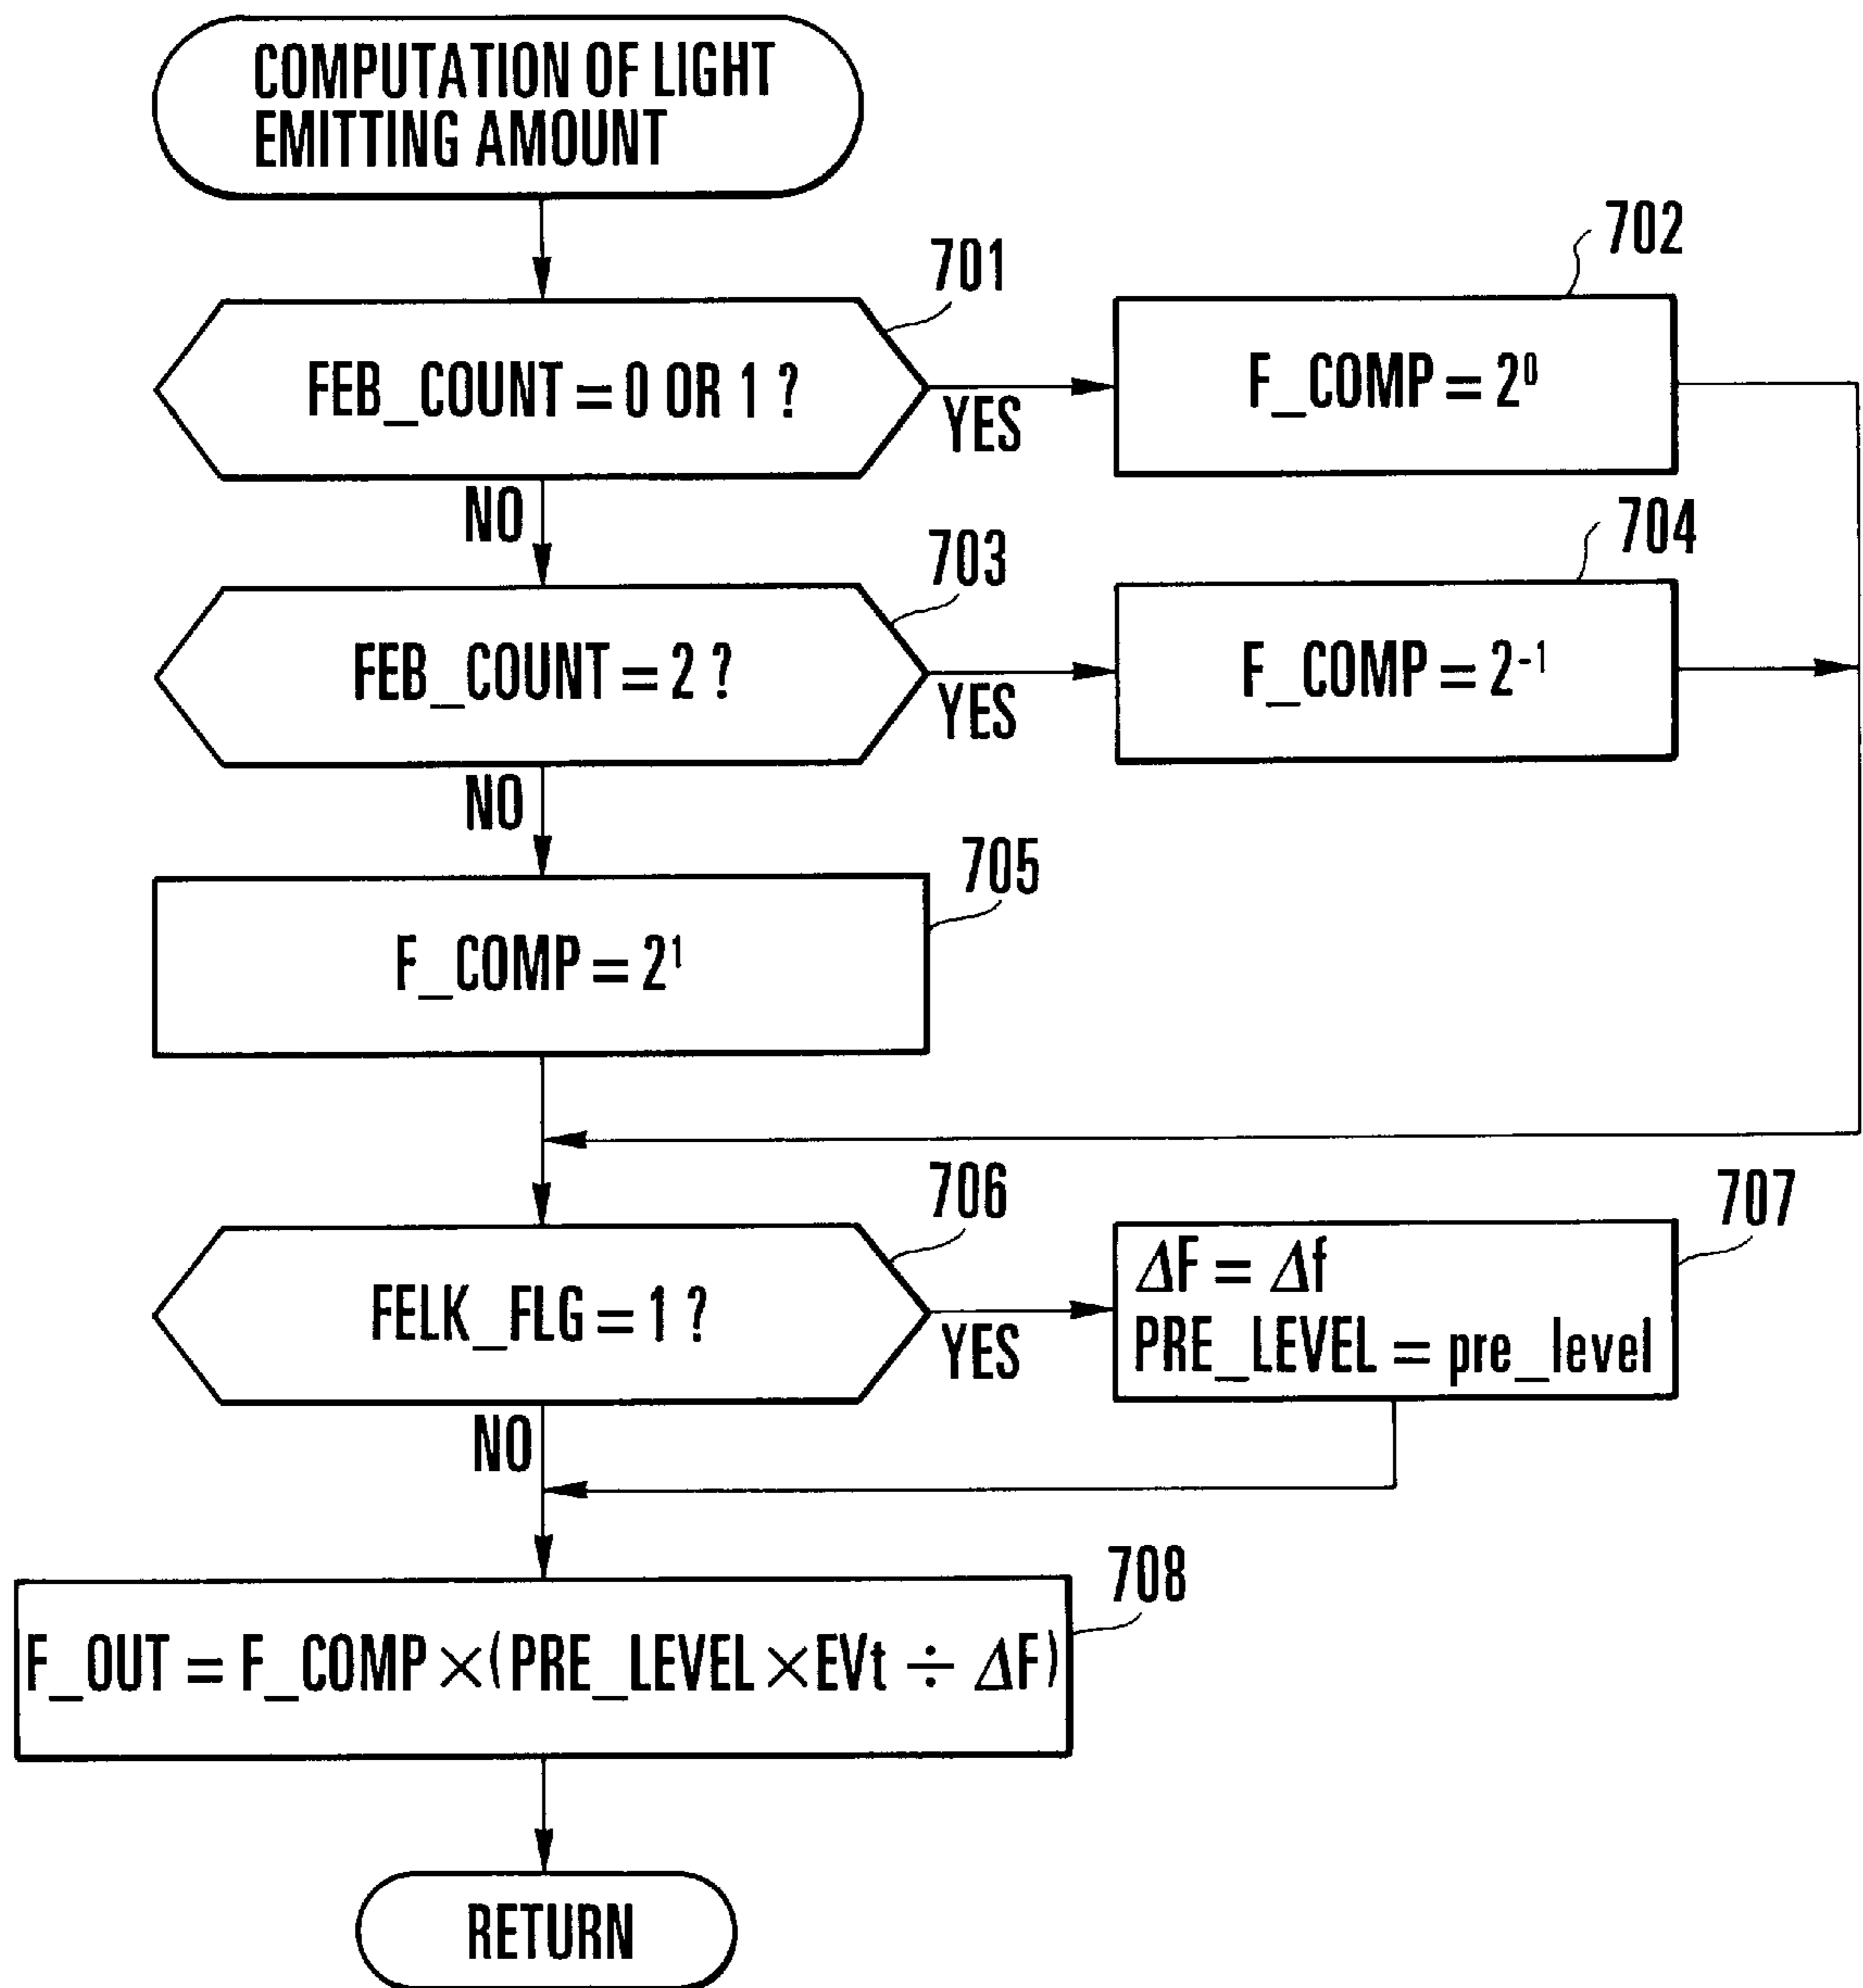 COMPUTATION OF LIGHT
EMITTING AMOUNT
701
702
FEB_COUNT = 0 OR 1 ?
YES
F_COMP = 2⁰
NO
703
704
FEB_COUNT = 2 ?
YES
F_COMP = 2⁻¹
NO
705
F_COMP = 2¹
706
707
FELK_FLG = 1 ?
YES
ΔF = Δf
PRE_LEVEL = pre_level
NO
708
F_OUT = F_COMP × (PRE_LEVEL × EVt ÷ ΔF)
RETURN